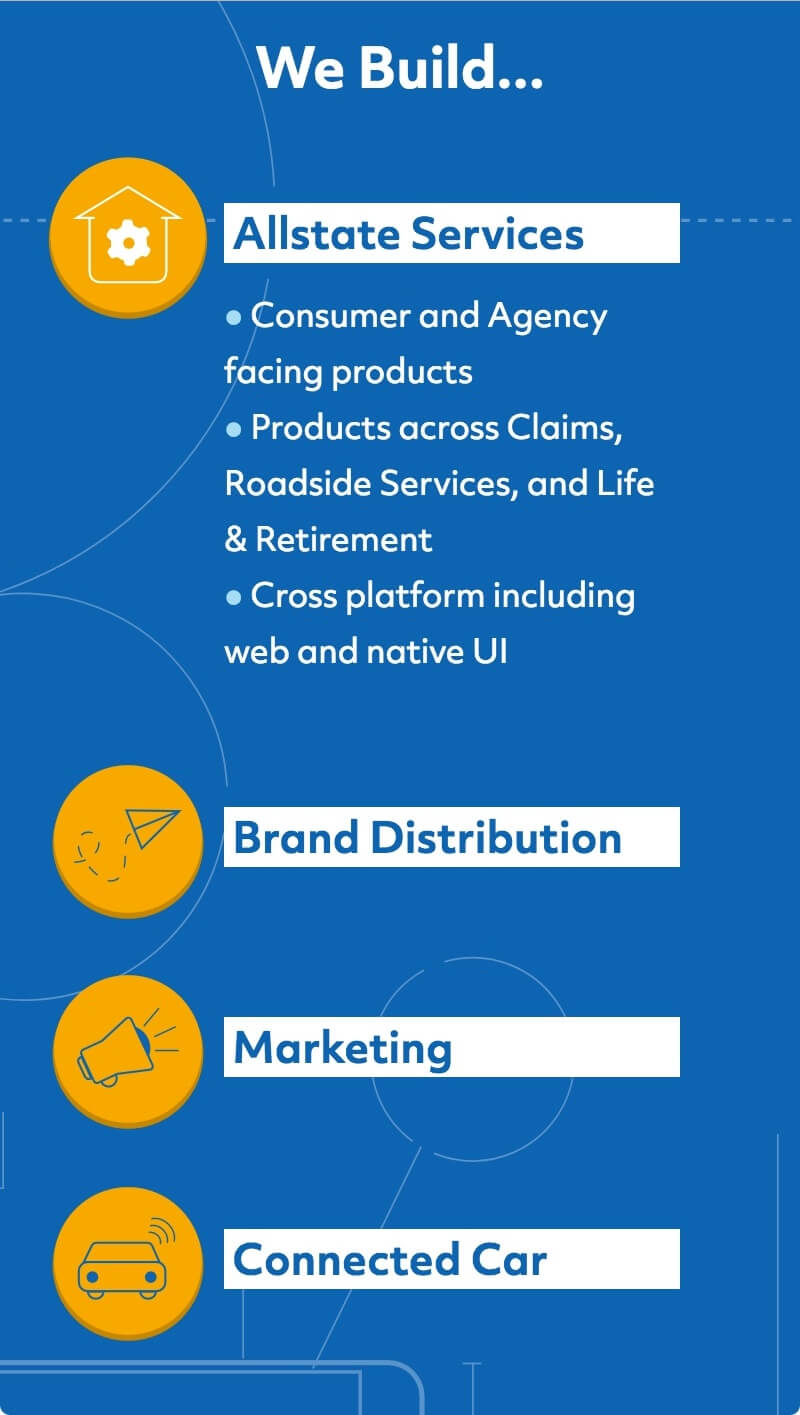 We Build...
Allstate Services
• Consumer and Agency
facing products
• Products across Claims,
Roadside Services, and Life
& Retirement
• Cross platform including
web and native UI
Brand Distribution
Marketing
Connected Car